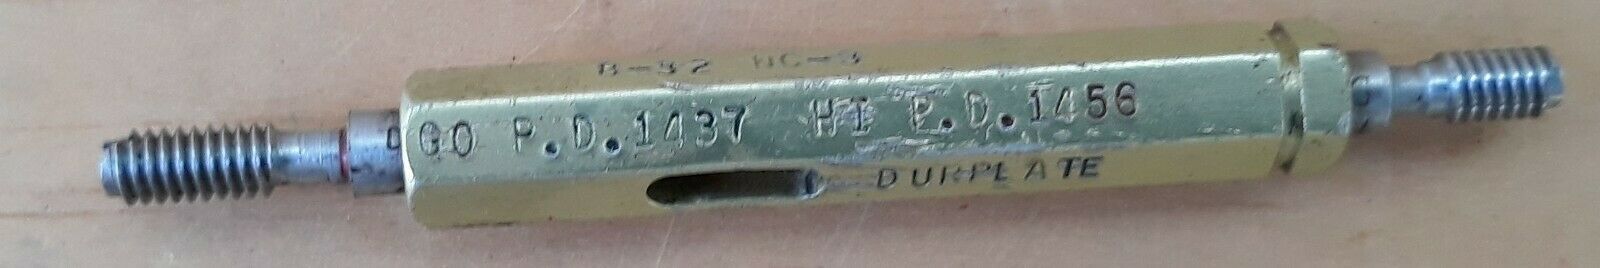 8-32 NC-3
GO P.D.1437 HI P.D.1456
DURPLATE